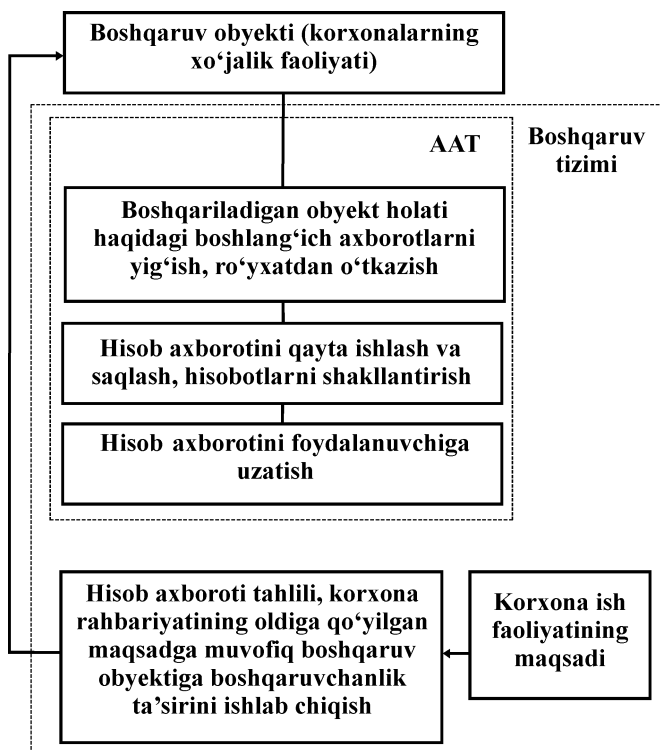 Boshqaruv obyekti (korxonalarning
xo‘jalik faoliyati)
AAT
Boshqaruv
tizimi
Boshqariladigan obyekt holati
haqidagi boshlang‘ich axborotlarni
yig‘ish, ro‘yxatdan o‘tkazish
Hisob axborotini qayta ishlash va
saqlash, hisobotlarni shakllantirish
Hisob axborotini foydalanuvchiga
uzatish
Hisob axboroti tahlili, korxona
rahbariyatining oldiga qo‘yilgan
maqsadga muvofiq boshqaruv
obyektiga boshqaruvchanlik
ta’sirini ishlab chiqish
Korxona ish
faoliyatining
maqsadi